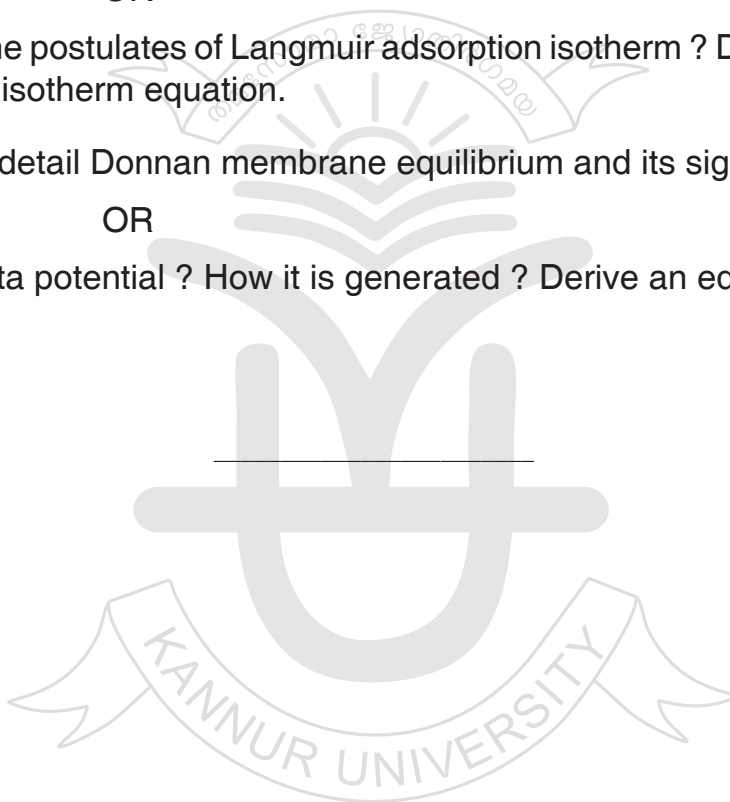 he postulates of Langmuir adsorption isotherm ? D
isotherm equation.
detail Donnan membrane equilibrium and its sig
OR
ta potential ? How it is generated ? Derive an eq
KANNUR UNIVERSITY